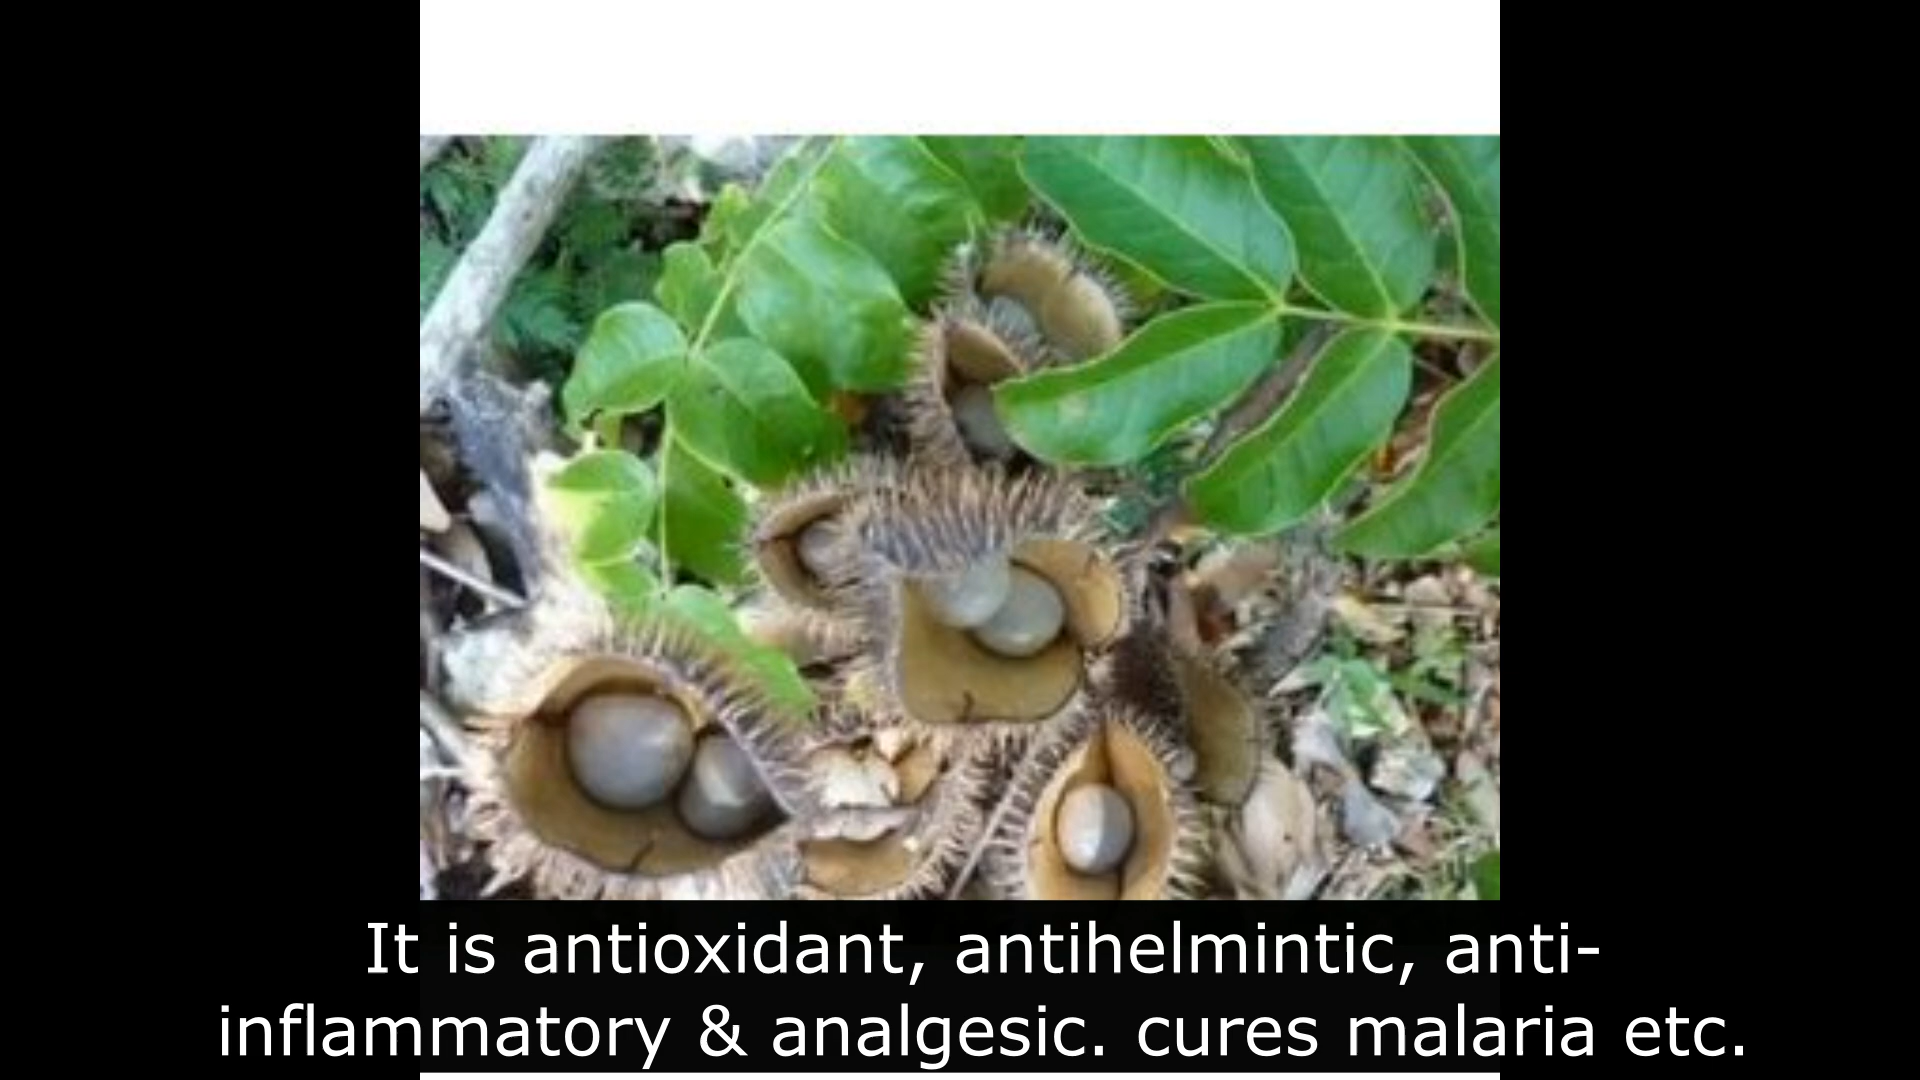 It is antioxidant, antihelmintic, anti-
inflammatory & analgesic. cures malaria etc.